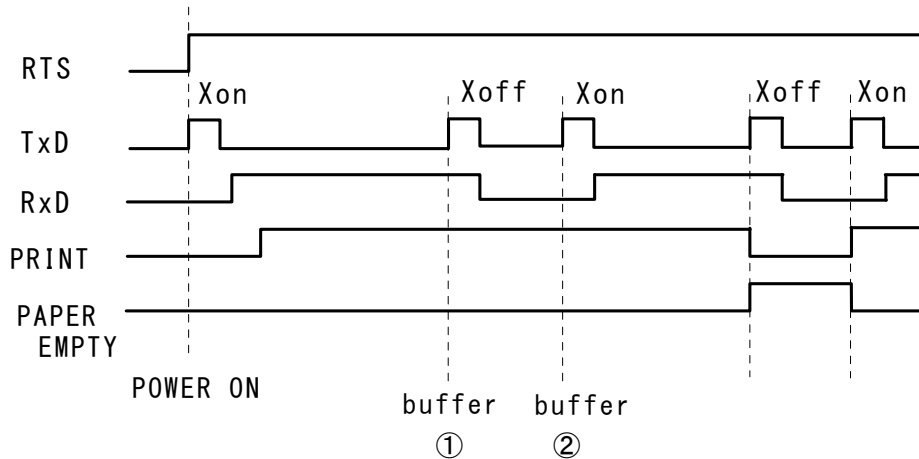 RTS
Xon Xoff Xon Xoff Xon
TxD
RxD
PRINT
PAPER
EMPTY
POWER ON
buffer buffer
① ②